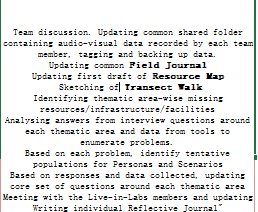 Team discussion. Updating common shared folder
containing audio-visual data recorded by each team
member, tagging and backing up data.
Updating common Field Journal
Updating first draft of Resource Map
Sketching of Transect Walk
Identifying thematic area-wise missing
resources/infrastructure/facilities
Analysing answers from interview questions around
each thematic area and data from tools to
enumerate problems.
Based on each problem, identify tentative
populations for Personas and Scenarios
Based on responses and data collected, updating
core set of questions around each thematic area
Meeting with the Live-in-Labs members and updating
Writing individual Reflective Journal"